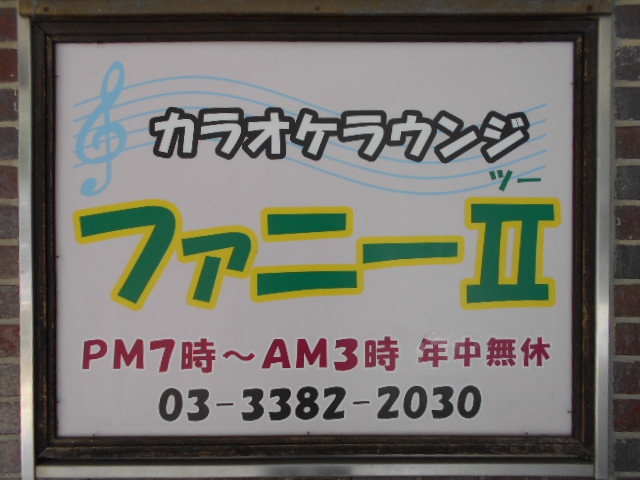 カラオケラウンジ
ツー
ファニーII
PM7時～AM3時 年中無休
03-3382-2030